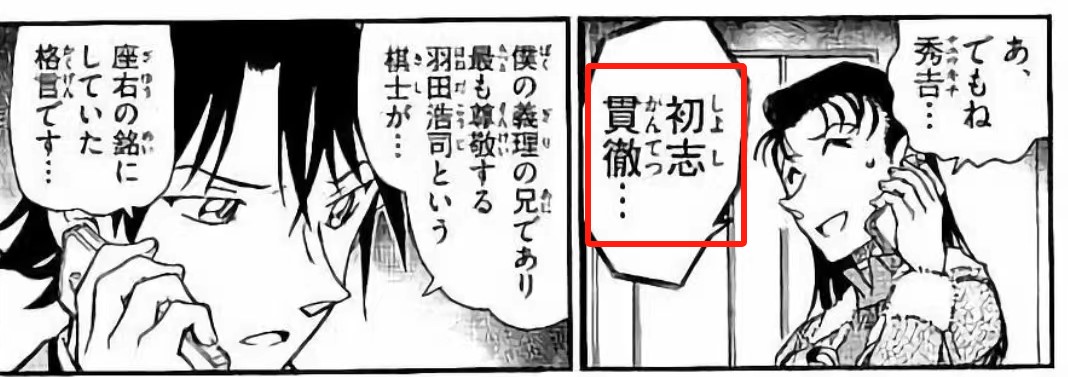 あ、
でもね
秀吉…
初志
貫徹…
僕の義理の兄であり
最も尊敬する
羽田浩司という
棋士が…
座右の銘に
していた
格言です…